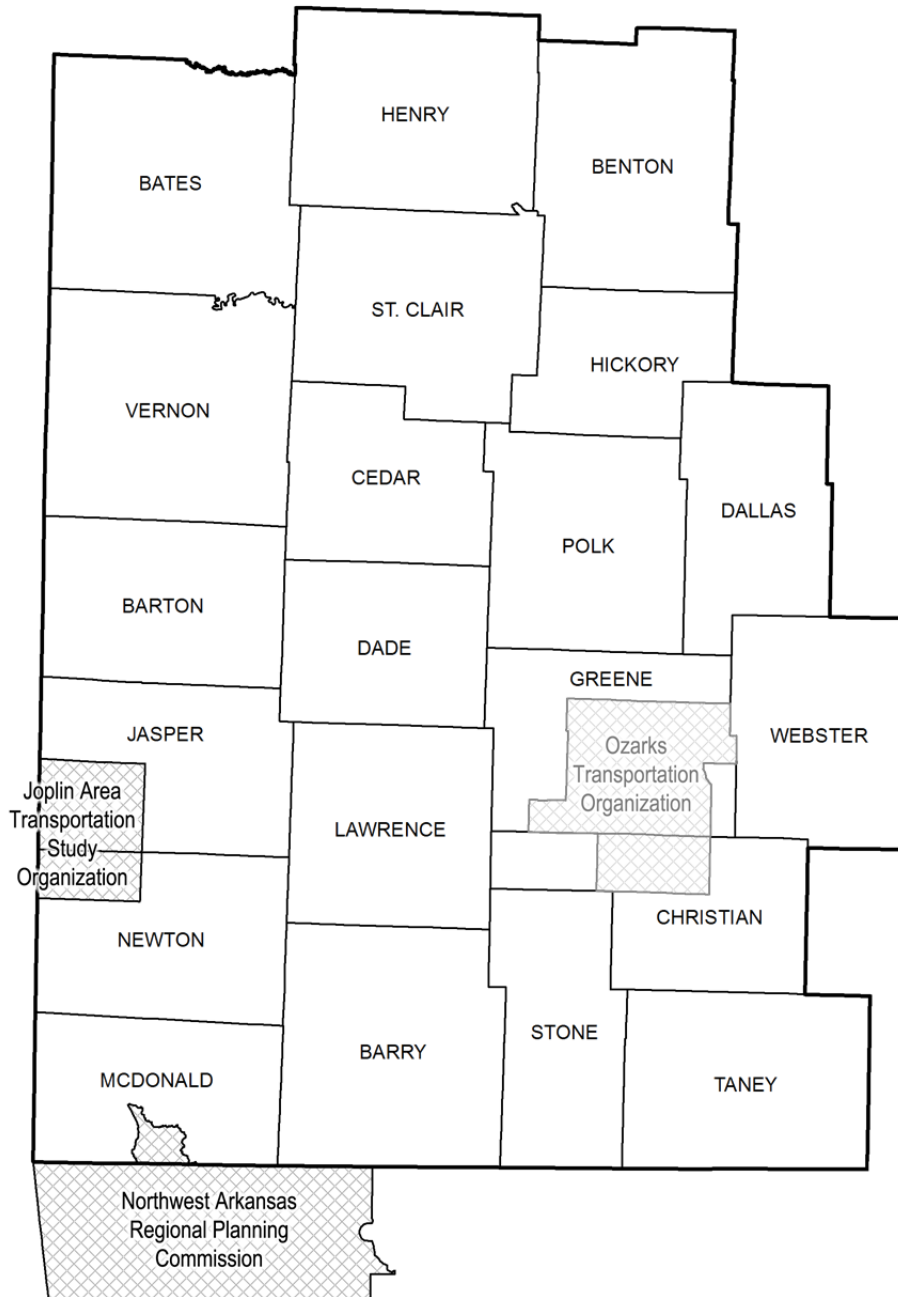 HENRY
BENTON
BATES
ST. CLAIR
HICKORY
VERNON
CEDAR
DALLAS
POLK
BARTON
DADE
GREENE
JASPER
WEBSTER
Ozarks
Transportation
Organization
Joplin Area
Transportation
Study
Organization
LAWRENCE
CHRISTIAN
NEWTON
STONE
BARRY
MCDONALD
TANEY
Northwest Arkansas
Regional Planning
Commission